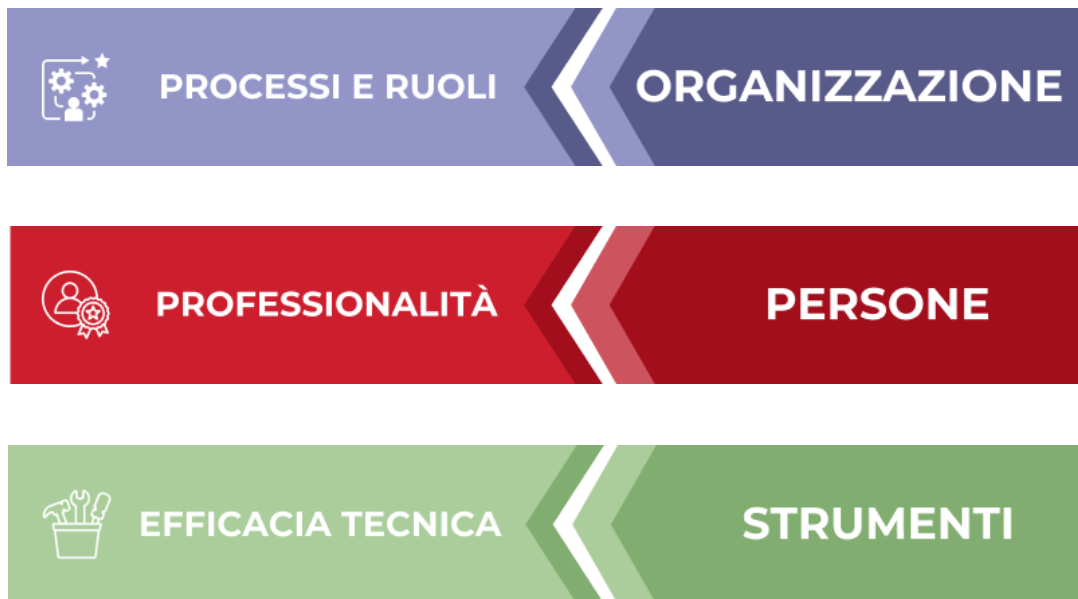 PROCESSI E RUOLI
ORGANIZZAZIONE
PROFESSIONALITÀ
PERSONE
EFFICACIA TECNICA
STRUMENTI